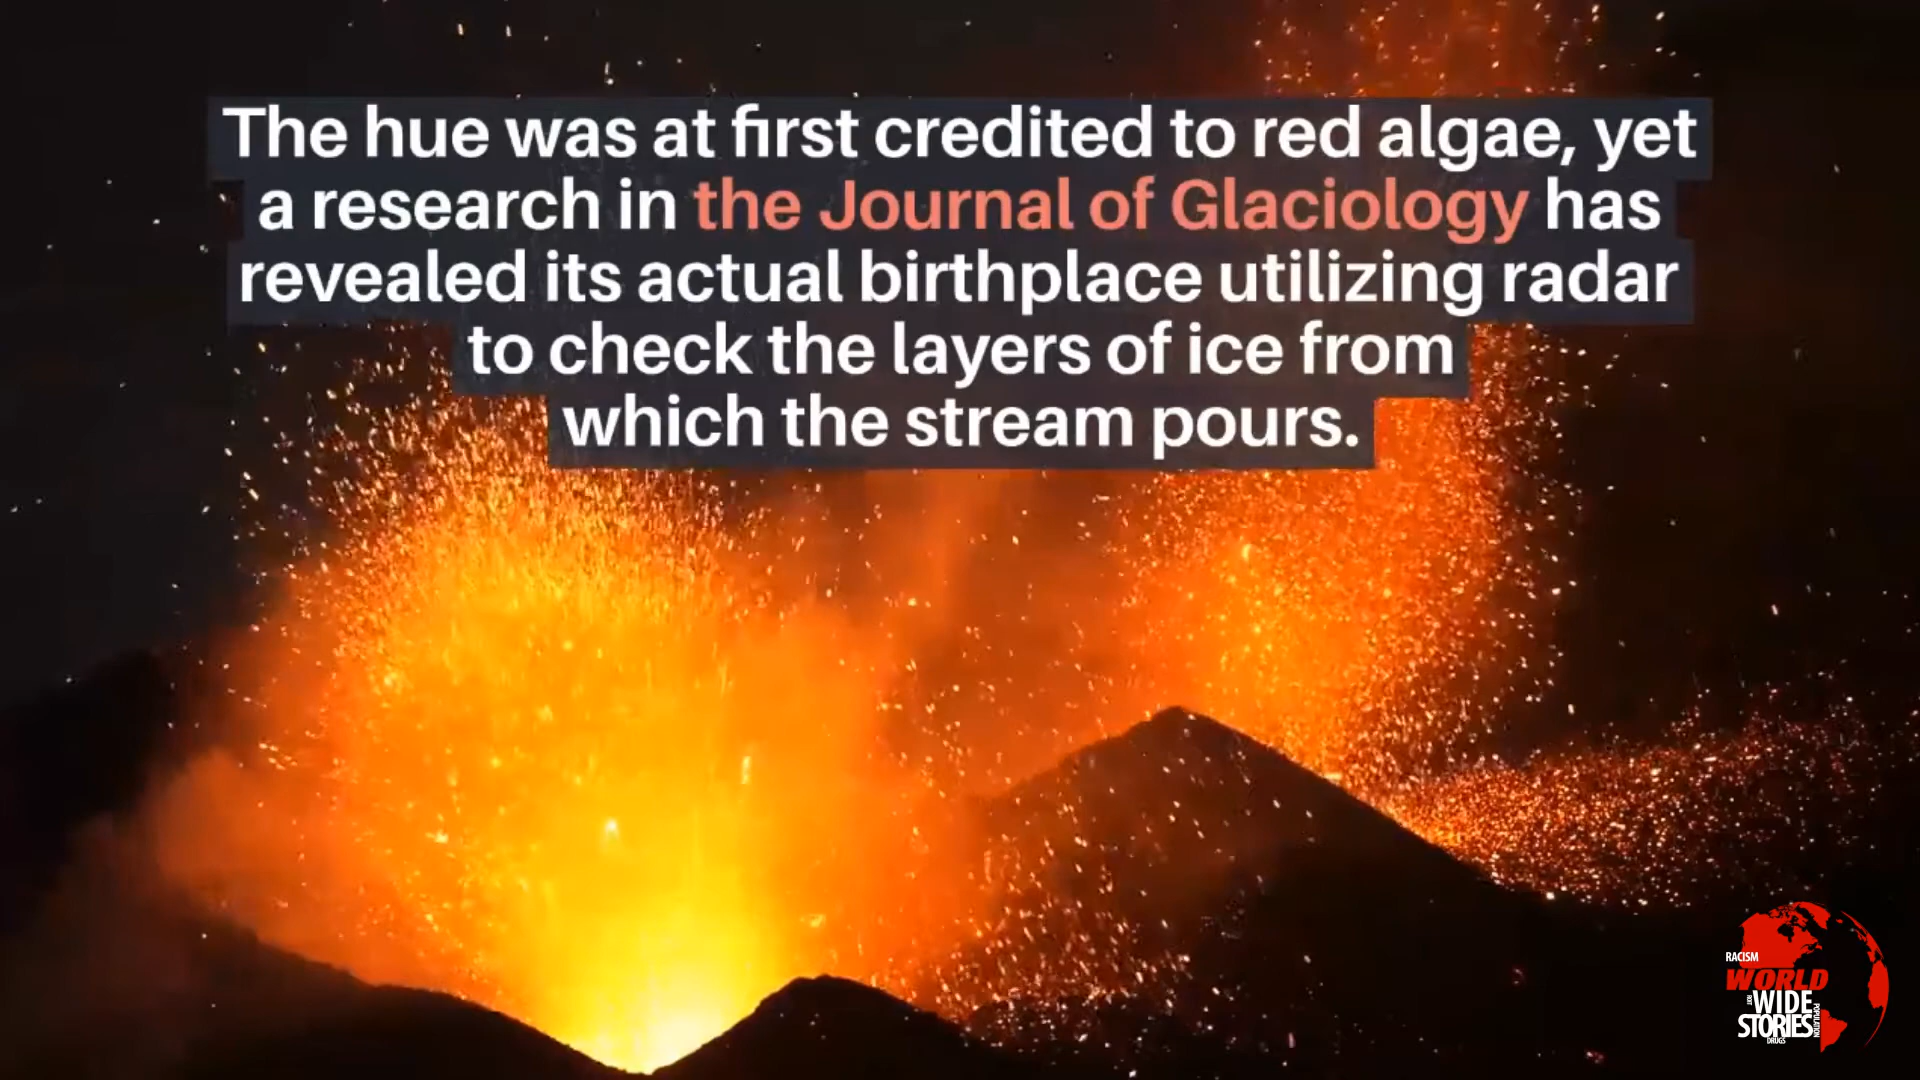 The hue was at first credited to red algae, yet
a research in the Journal of Glaciology has
revealed its actual birthplace utilizing radar
to check the layers of ice from
which the stream pours.
RACISM
WORLD
WIDE
STORIES
POPULATION
DRUGS